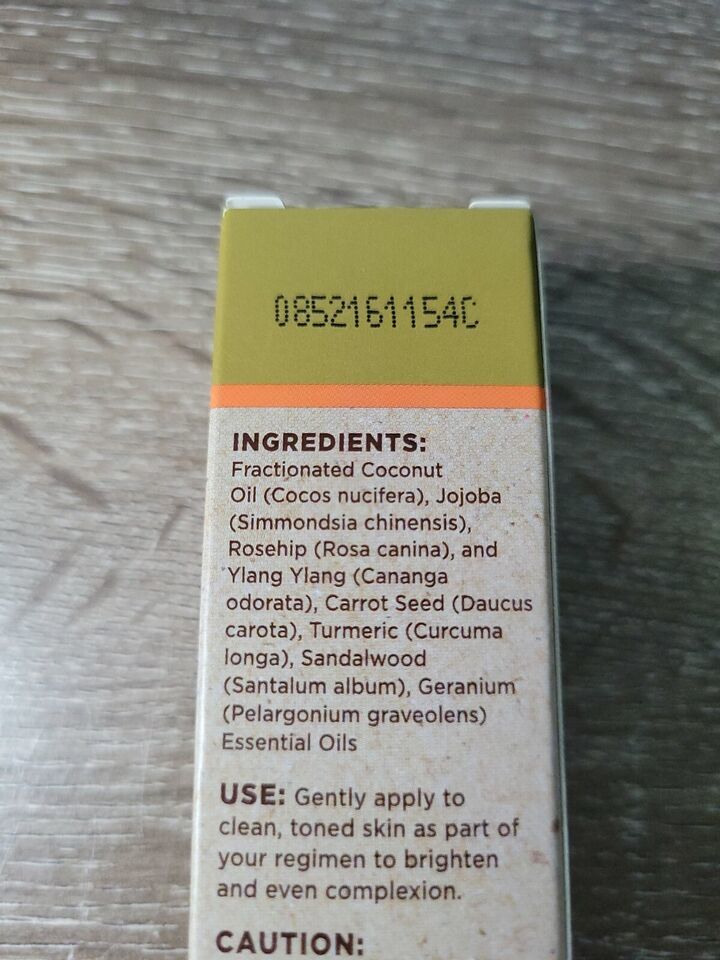 0852161154C
INGREDIENTS:
Fractionated Coconut
Oil (Cocos nucifera), Jojoba
(Simmondsia chinensis),
Rosehip (Rosa canina), and
Ylang Ylang (Cananga
odorata), Carrot Seed (Daucus
carota), Turmeric (Curcuma
longa), Sandalwood
(Santalum album), Geranium
(Pelargonium graveolens)
Essential Oils
USE: Gently apply to
clean, toned skin as part of
your regimen to brighten
and even complexion.
CAUTION: